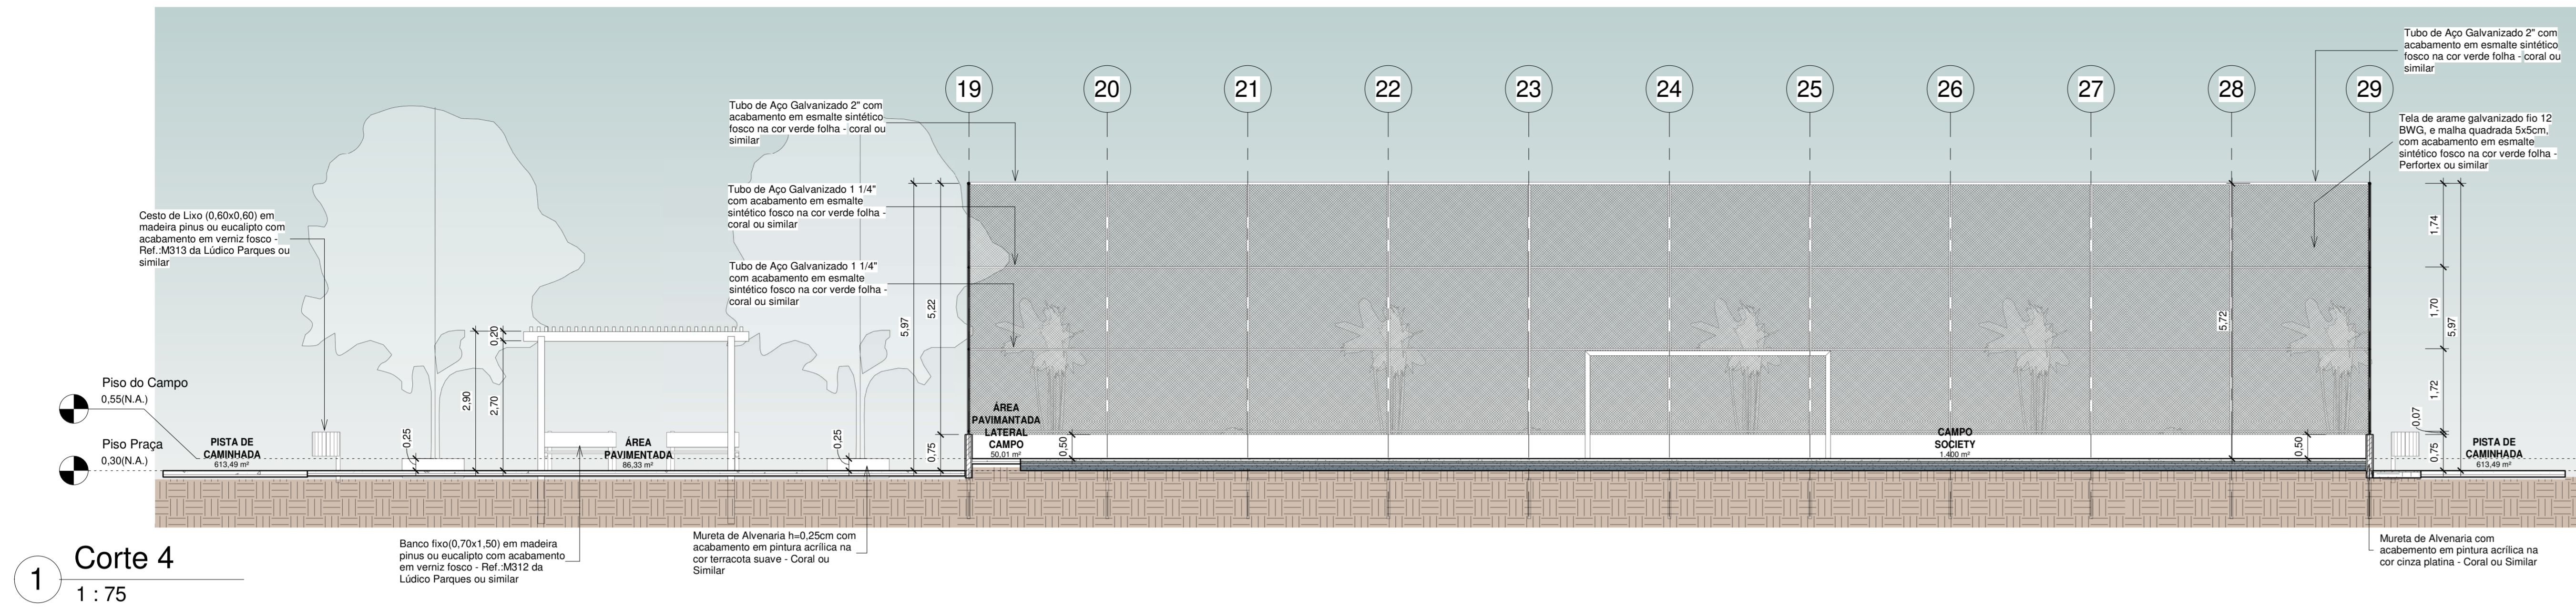 Tubo de Aço Galvanizado 2" com
acabamento em esmalte sintético
fosco na cor verde folha - coral ou
similar
19
20
21
22
23
24
25
26
27
28
29
Tubo de Aço Galvanizado 2" com
acabamento em esmalte sintético
fosco na cor verde folha - coral ou
similar
Tela de arame galvanizado fio 12
BWG, e malha quadrada 5x5cm,
com acabamento em esmalte
sintético fosco na cor verde folha -
Perfortex ou similar
Tubo de Aço Galvanizado 1 1/4"
com acabamento em esmalte
sintético fosco na cor verde folha -
coral ou similar
Cesto de Lixo (0,60x0,60) em
madeira pinus ou eucalipto com
acabamento em verniz fosco -
Ref.:M313 da Lúdico Parques ou
similar
Tubo de Aço Galvanizado 1 1/4"
com acabamento em esmalte
sintético fosco na cor verde folha -
coral ou similar
1,74
1,70
5,97
1,72
0,07
0,75
5,97
5,22
0,75
5,72
0,20
2,90
2,70
0,25
0,25
0,50
0,50
Piso do Campo
0,55(N.A.)
Piso Praça
0,30(N.A.)
PISTA DE
CAMINHADA
613,49 m²
ÁREA
PAVIMENTADA
86,33 m²
ÁREA
PAVIMANTADA
LATERAL
CAMPO
50,01 m²
CAMPO
SOCIETY
1.400 m²
PISTA DE
CAMINHADA
613,49 m²
Banco fixo(0,70x1,50) em madeira
pinus ou eucalipto com acabamento
em verniz fosco - Ref.:M312 da
Lúdico Parques ou similar
Mureta de Alvenaria h=0,25cm com
acabamento em pintura acrílica na
cor terracota suave - Coral ou
Similar
Mureta de Alvenaria com
acabemento em pintura acrílica na
cor cinza platina - Coral ou Similar
1
Corte 4
1 : 75